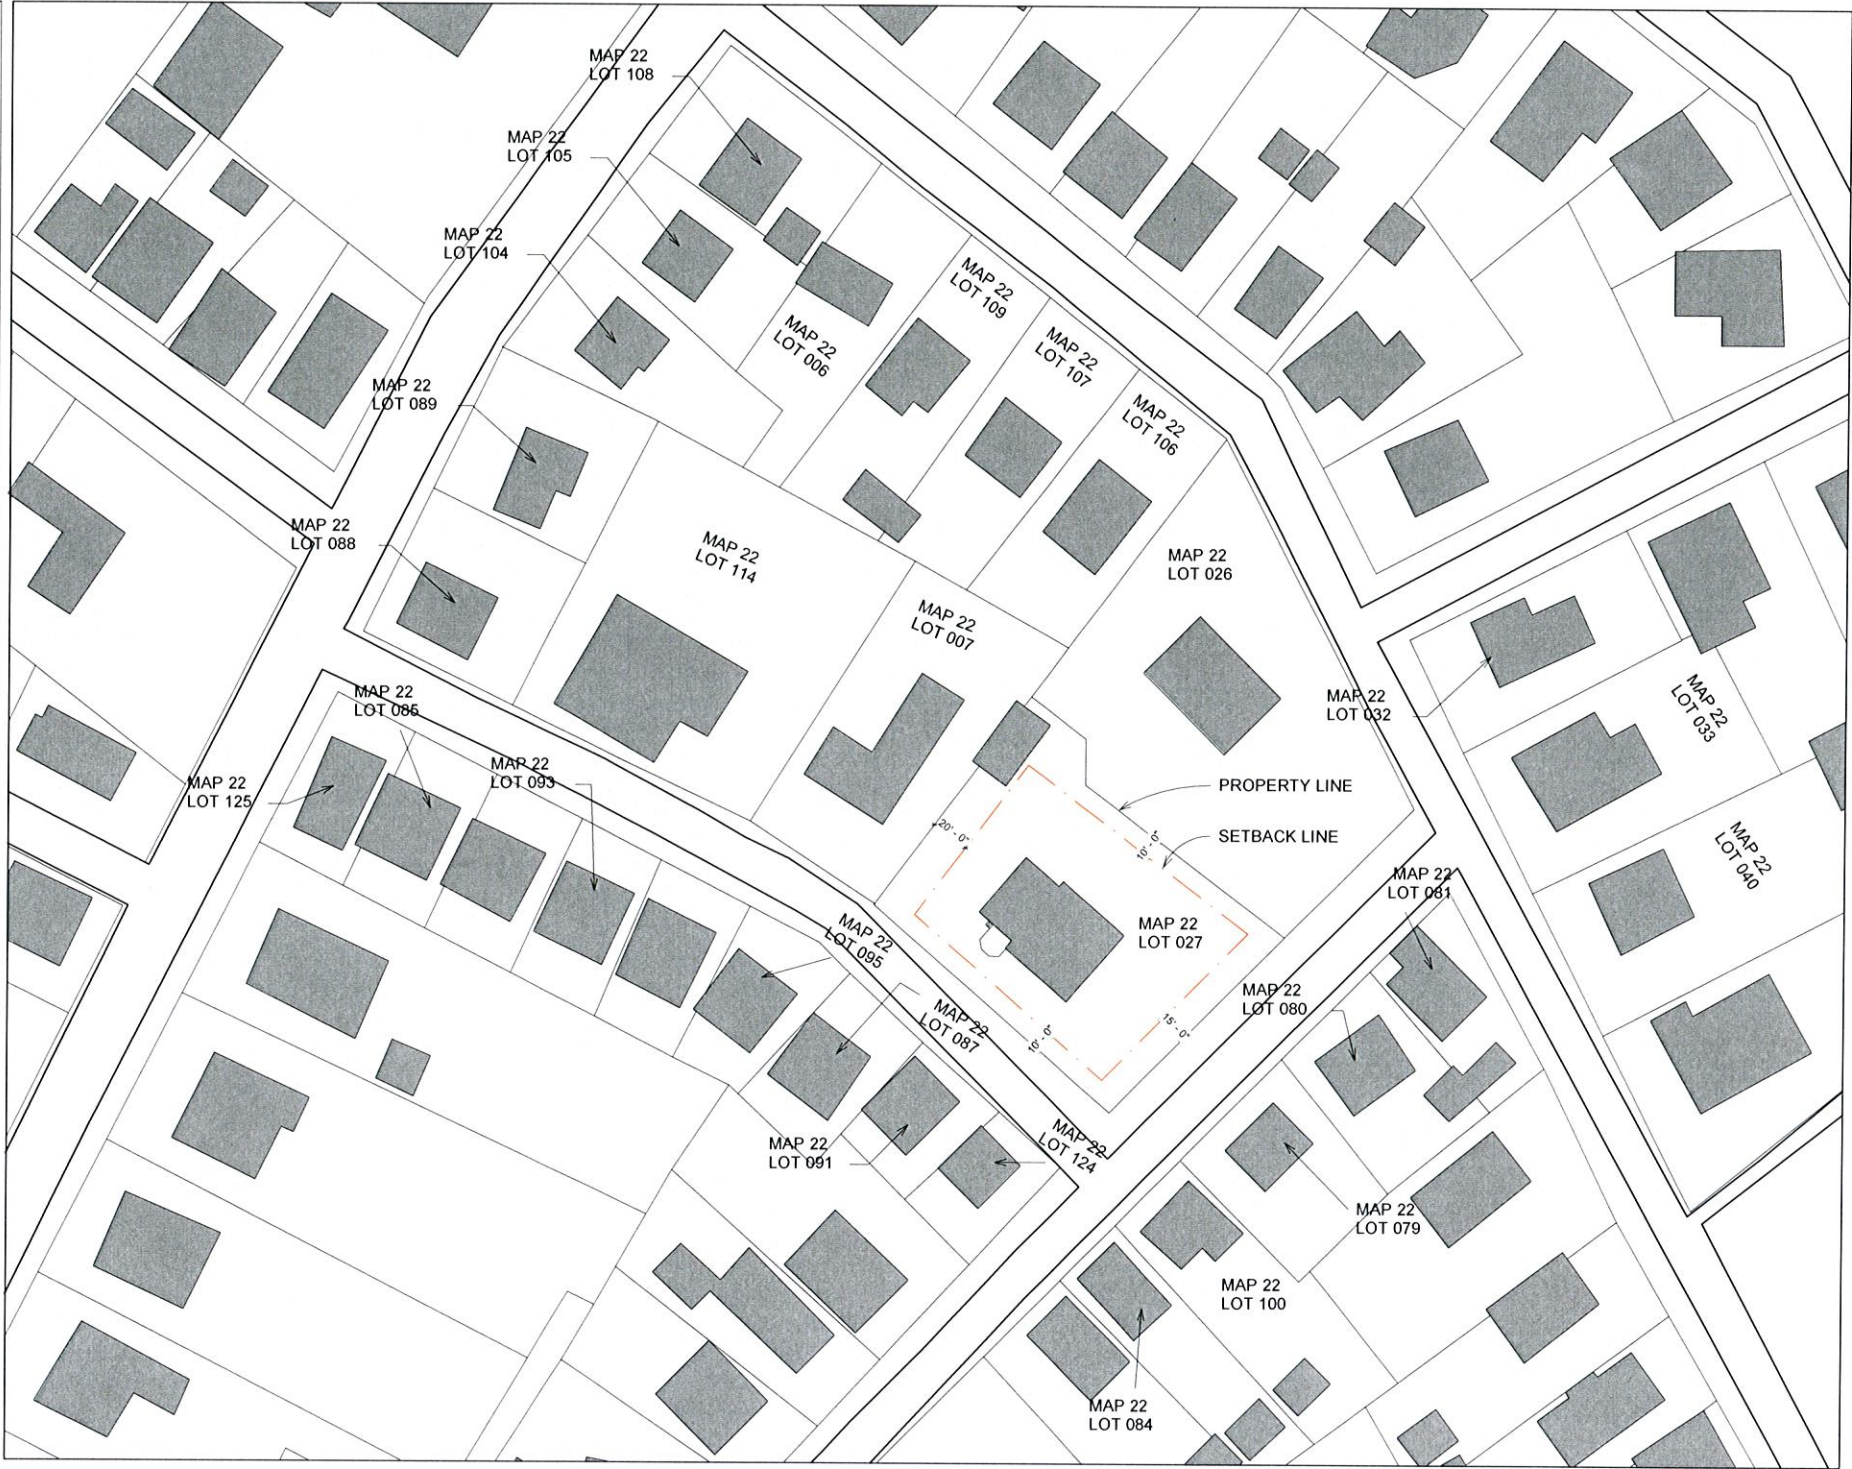 MAP 22
LOT 108
MAP 22
LOT 105
MAP 22
LOT 104
MAP 22
LOT 109
MAP 22
LOT 006
MAP 22
LOT 107
MAP 22
LOT 089
MAP 22
LOT 106
MAP 22
LOT 088
MAP 22
LOT 114
MAP 22
LOT 026
MAP 22
LOT 007
MAP 22
LOT 085
MAP 22
LOT 032
MAP 22
LOT 033
MAP 22
LOT 093
MAP 22
LOT 125
PROPERTY LINE
20' - 0"
10' - 0"
SETBACK LINE
MAP 22
LOT 040
MAP 22
LOT 081
MAP 22
LOT 095
MAP 22
LOT 027
MAP 22
LOT 080
MAP 22
LOT 087
10' - 0"
15' - 0"
MAP 22
LOT 091
MAP 22
LOT 124
MAP 22
LOT 079
MAP 22
LOT 100
MAP 22
LOT 084